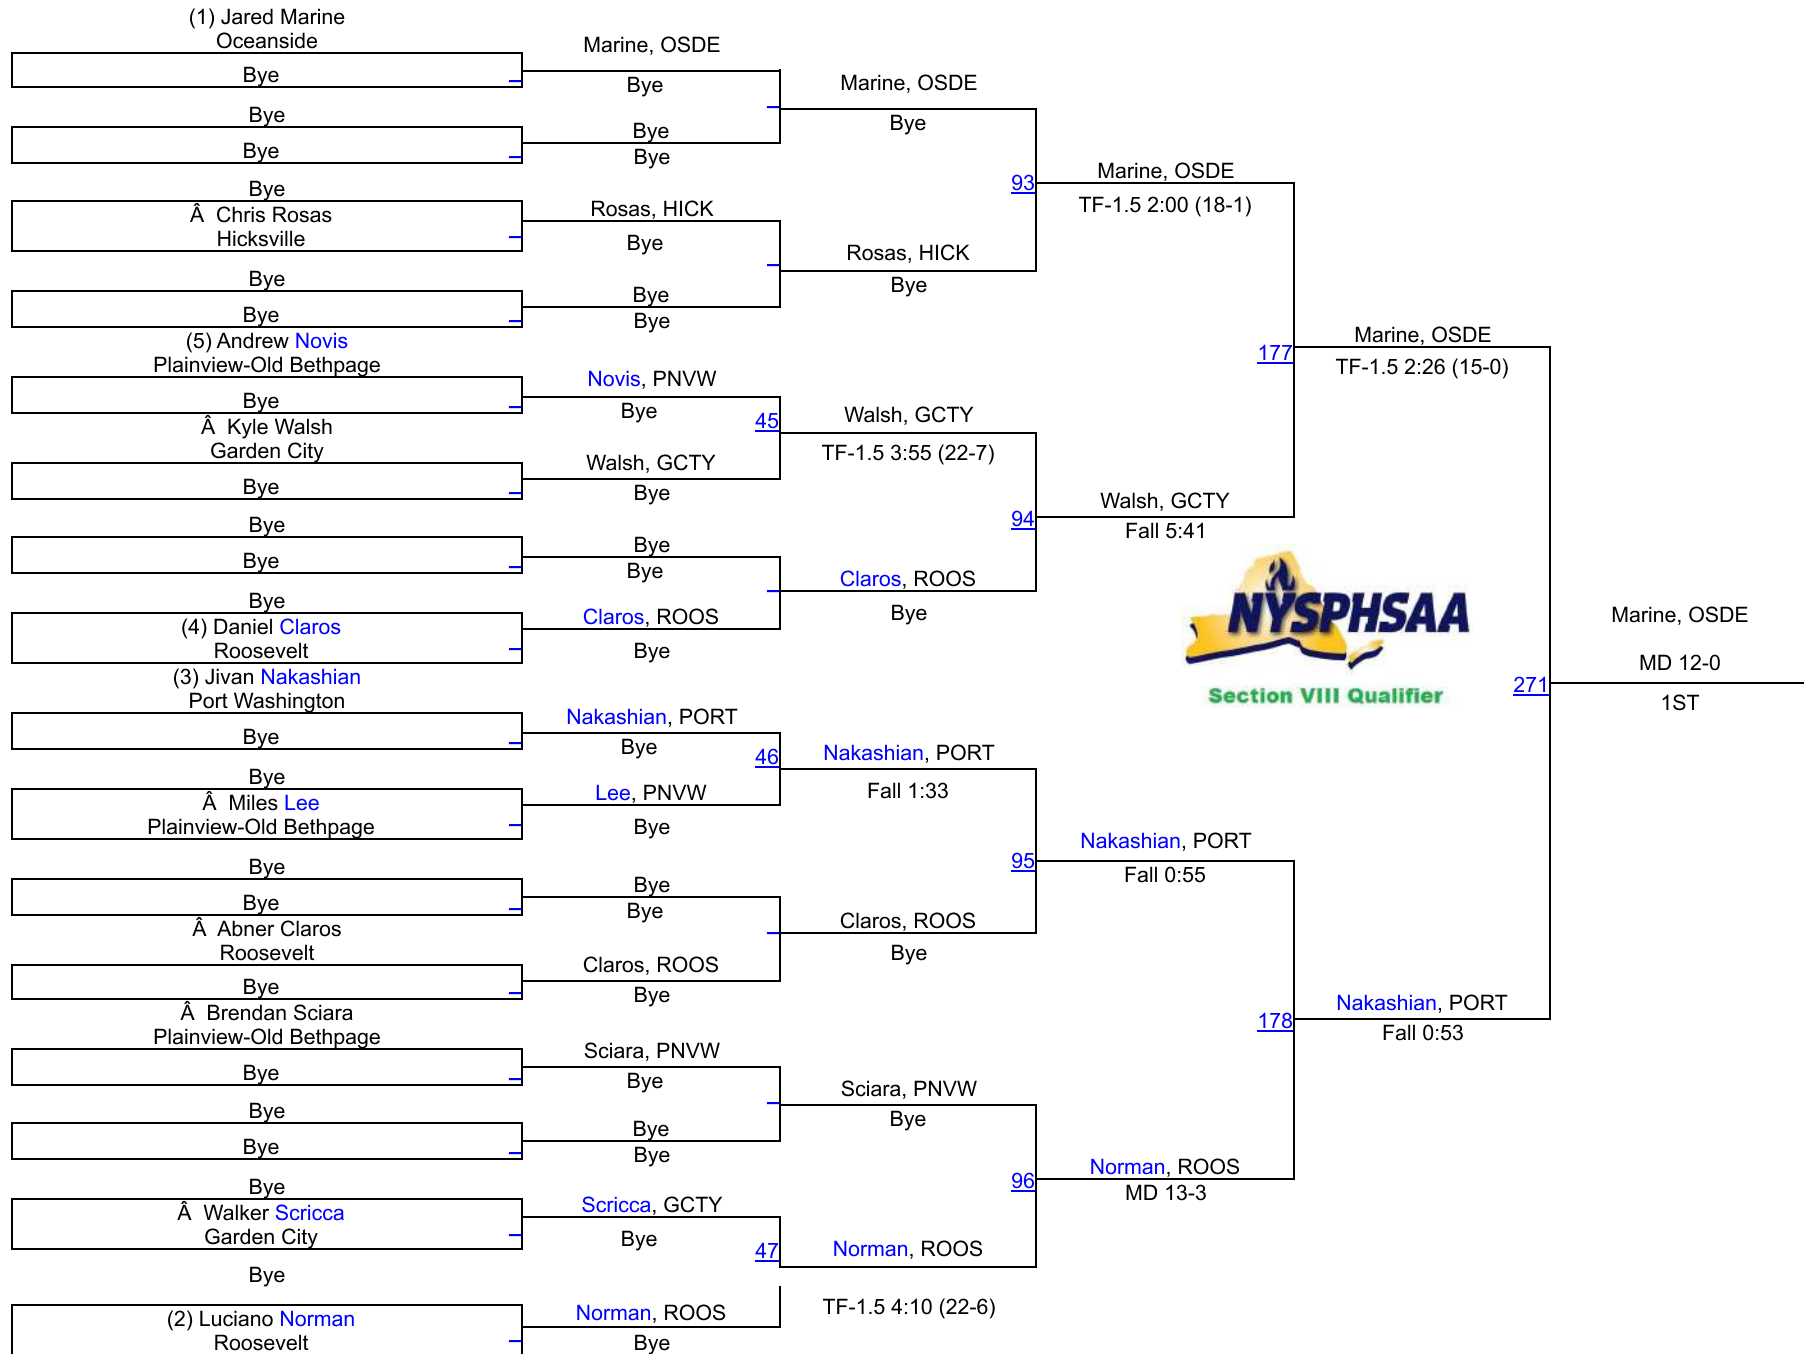 (1) Jared Marine
Oceanside
Bye
Bye
Bye
Bye
Â Chris Rosas
Hicksville
Bye
Bye
(5) Andrew Novis
Plainview-Old Bethpage
Bye
Â Kyle Walsh
Garden City
Bye
Bye
Bye
Bye
(4) Daniel Claros
Roosevelt
(3) Jivan Nakashian
Port Washington
Bye
Bye
Â Miles Lee
Plainview-Old Bethpage
Bye
Bye
Â Abner Claros
Roosevelt
Bye
Â Brendan Sciara
Plainview-Old Bethpage
Bye
Bye
Bye
Bye
Â Walker Scricca
Garden City
Bye
(2) Luciano Norman
Roosevelt
Marine, OSDE
Bye
Bye
Bye
Rosas, HICK
Bye
Bye
Bye
Novis, PNVW
Bye
45
Walsh, GCTY
Bye
Bye
Bye
Claros, ROOS
Bye
Nakashian, PORT
Bye
46
Lee, PNVW
Bye
Bye
Bye
Claros, ROOS
Bye
Sciara, PNVW
Bye
Bye
Bye
Scricca, GCTY
Bye
47
Norman, ROOS
Bye
Marine, OSDE
Bye
93
Rosas, HICK
Bye
Walsh, GCTY
TF-1.5 3:55 (22-7)
94
Claros, ROOS
Bye
Nakashian, PORT
Fall 1:33
95
Claros, ROOS
Bye
Sciara, PNVW
Bye
96
Norman, ROOS
TF-1.5 4:10 (22-6)
Marine, OSDE
TF-1.5 2:00 (18-1)
177
Walsh, GCTY
Fall 5:41
Nakashian, PORT
Fall 0:55
178
Norman, ROOS
MD 13-3
Marine, OSDE
TF-1.5 2:26 (15-0)
NYSPHSAA
Section VIII Qualifier
271
Nakashian, PORT
Fall 0:53
Marine, OSDE
MD 12-0
1ST